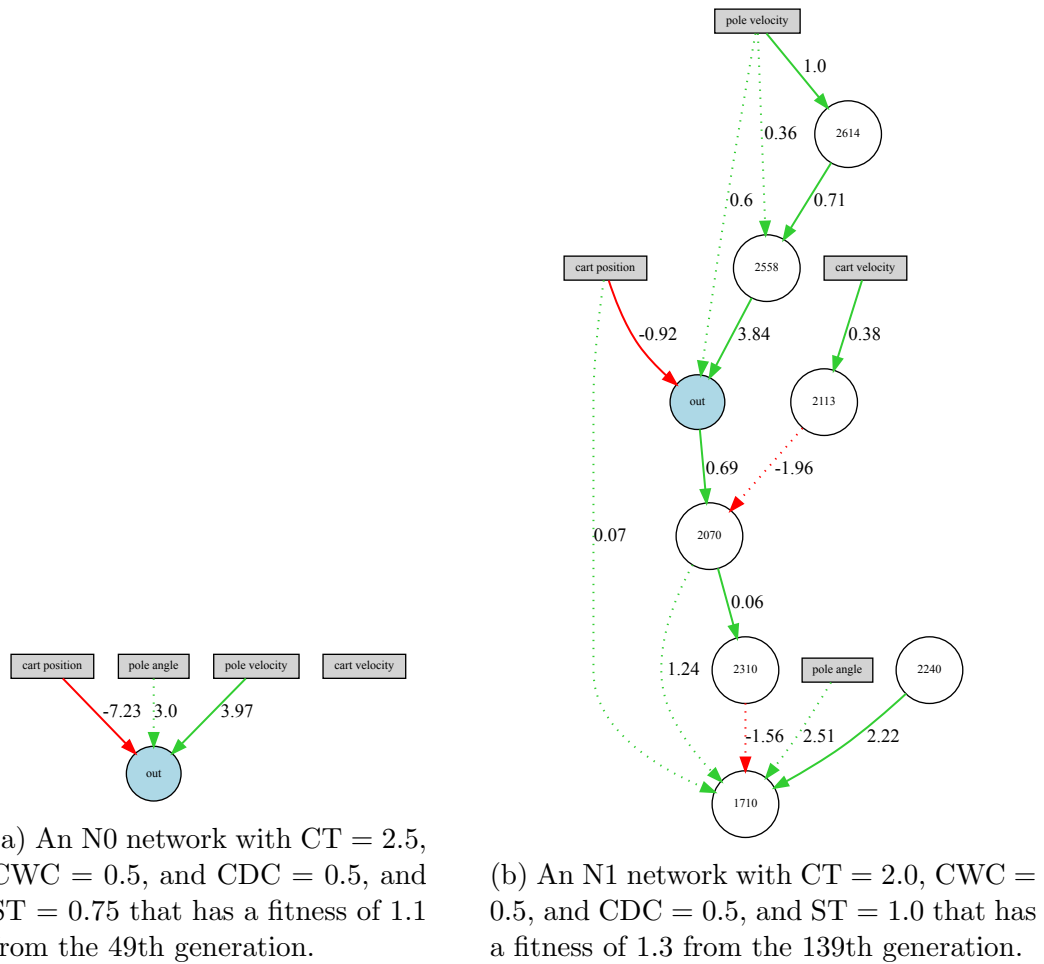 pole velocity
1.0
2614
0.36
0.6
0.71
cart position
2558
cart velocity
-0.92
3.84
0.38
out
2113
0.69
-1.96
2070
0.07
0.06
1.24
2310
pole angle
2240
-1.56
2.51
2.22
1710
cart position
pole angle
pole velocity
cart velocity
-7.23
3.0
3.97
out
a) An N0 network with CT = 2.5,
CWC = 0.5, and CDC = 0.5, and
ST = 0.75 that has a fitness of 1.1
from the 49th generation.
(b) An N1 network with CT = 2.0, CWC =
0.5, and CDC = 0.5, and ST = 1.0 that has
a fitness of 1.3 from the 139th generation.